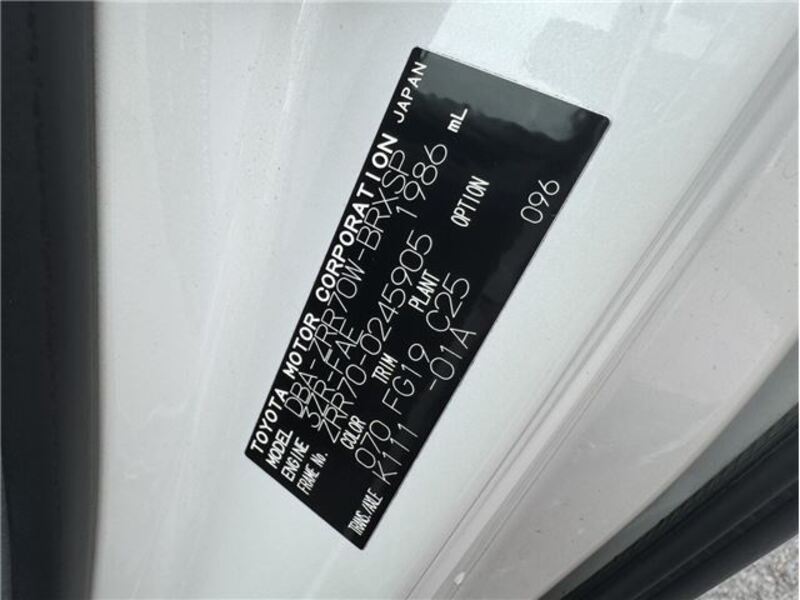 TOYOTA MOTOR CORPORATION JAPAN
MODEL DBA-ZRR70W-BRXSP
ENGINE 3ZR-FAE 1986 mL
FRAME No. ZRR70-0245905
COLOR TRIM PLANT OPTION
070 FG19 C25
TRANS./AXLE K111 -01A 096